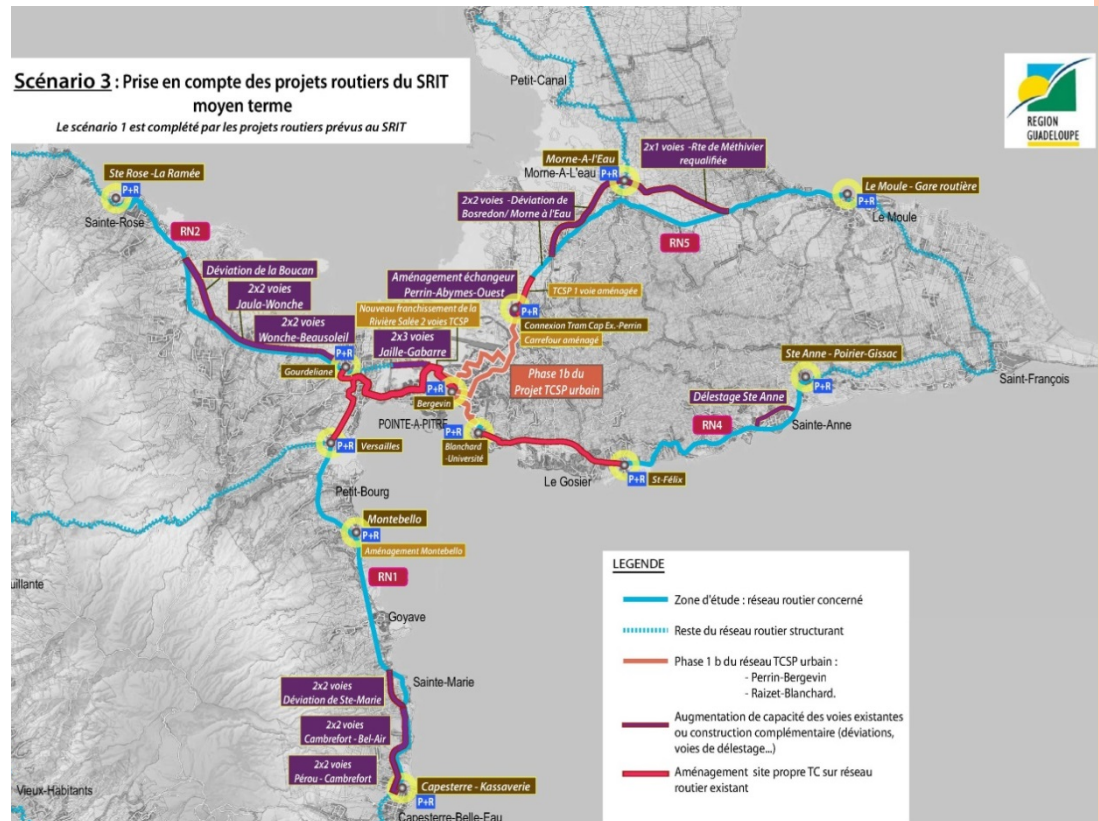 Scénario 3 : Prise en compte des projets routiers du SRIT
moyen terme
Le scénario 1 est complété par les projets routiers prévus au SRIT
REGION
GUADELOUPE
Petit-Canal
Morne-A-l'Eau
Morne-A-L'eau
P+R
2x1 voies -Rte de Méthivier
requalifiée
Ste Rose -La Ramée
P+R
Sainte-Rose
RN2
Le Moule - Gare routière
P+R
Le Moule
2x2 voies -Déviation de
Bosredon/ Morne à l'Eau
RN5
Déviation de la Boucan
2x2 voies
Jaula-Wonche
2x2 voies
Wonche-Beausoleil
Aménagement échangeur
Perrin-Abymes-Ouest
TCSP 1 voie aménagée
Nouveau franchissement de la
Rivière Salée 2 voies TCSP
P+R
Connexion Tram Cap Ex.-Perrin
Carrefour aménagé
2x3 voies
Jaille-Gabarre
P+R
Gourdeliane
Phase 1b du
Projet TCSP urbain
Ste Anne - Poirier-Gissac
P+R
Saint-François
P+R
Bergevin
POINTE-A-PITRE
Délestage Ste Anne
RN4
Sainte-Anne
P+R
Blanchard
-Université
P+R
Versailles
Le Gosier
P+R
St-Félix
Petit-Bourg
Montebello
P+R
Aménagement Montebello
RN1
uillante
Goyave
2x2 voies
Déviation de Ste-Marie
Sainte-Marie
2x2 voies
Cambrefort - Bel-Air
2x2 voies
Pérou - Cambrefort
Capesterre - Kassaverie
P+R
Capesterre-Belle-Eau
Vieux-Habitants
LEGENDE
Zone d'étude : réseau routier concerné
Reste du réseau routier structurant
Phase 1 b du réseau TCSP urbain :
- Perrin-Bergevin
- Raizet-Blanchard.
Augmentation de capacité des voies existantes
ou construction complémentaire (déviations,
voies de délestage...)
Aménagement site propre TC sur réseau
routier existant